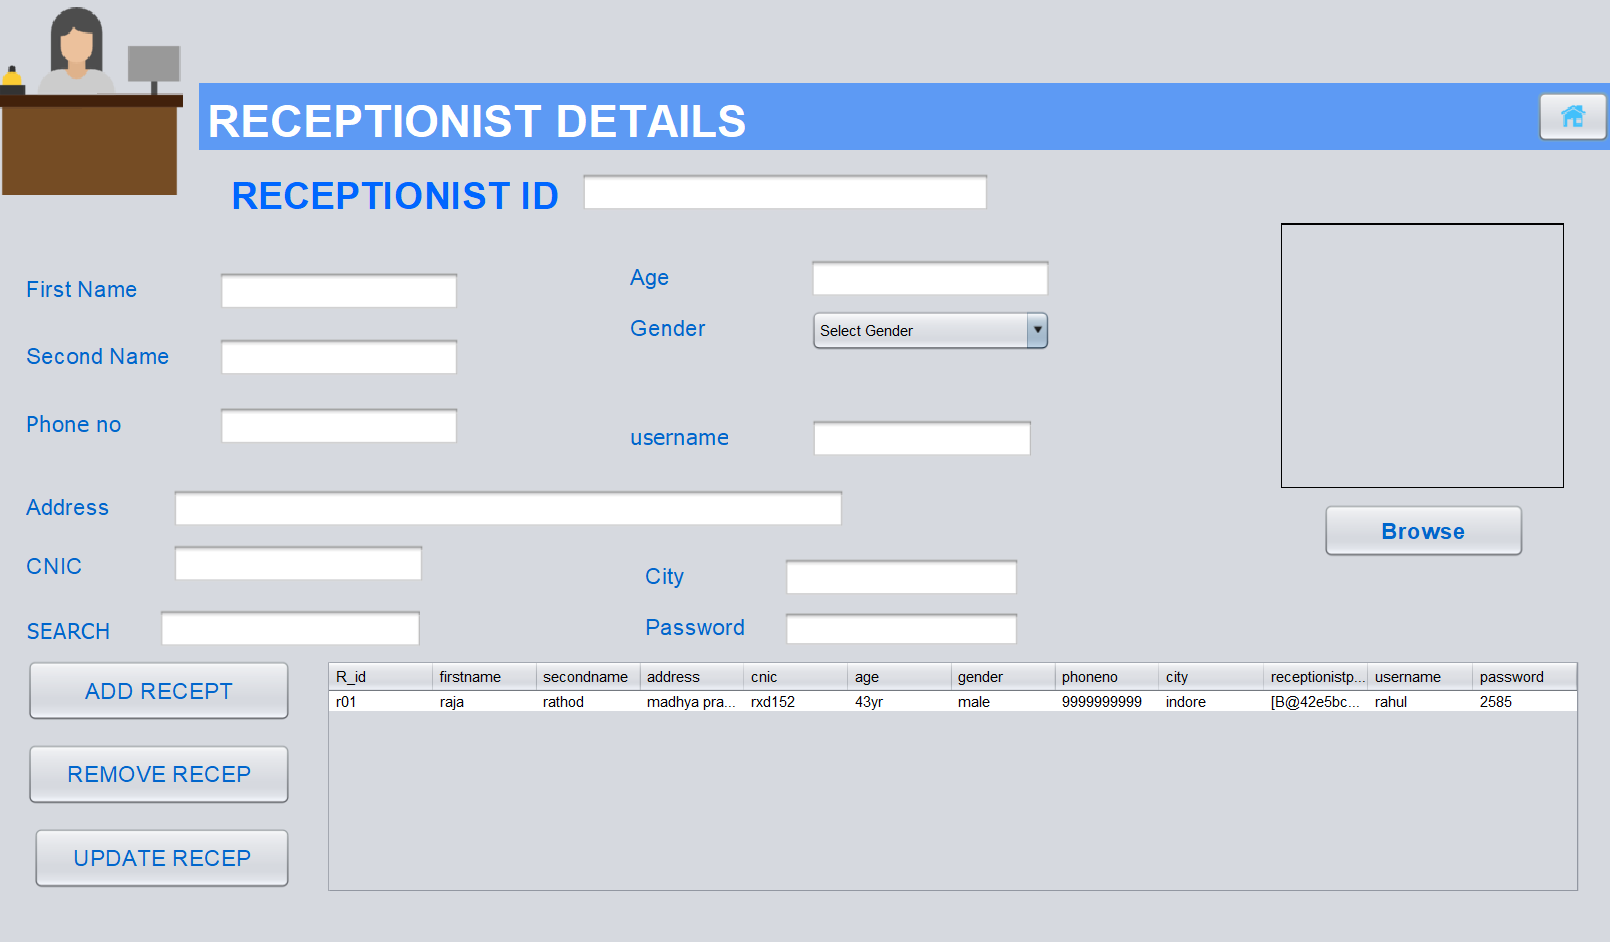 RECEPTIONIST DETAILS
RECEPTIONIST ID
First Name
Age
Gender
Select Gender
Second Name
Phone no
username
Address
Browse
CNIC
City
SEARCH
Password
ADD RECEPT
REMOVE RECEP
UPDATE RECEP
R_id firstname secondname address cnic age gender phoneno city receptionistp... username password
r01 raja rathod madhya pra... rxd152 43yr male 9999999999 indore [B@42e5bc... rahul 2585